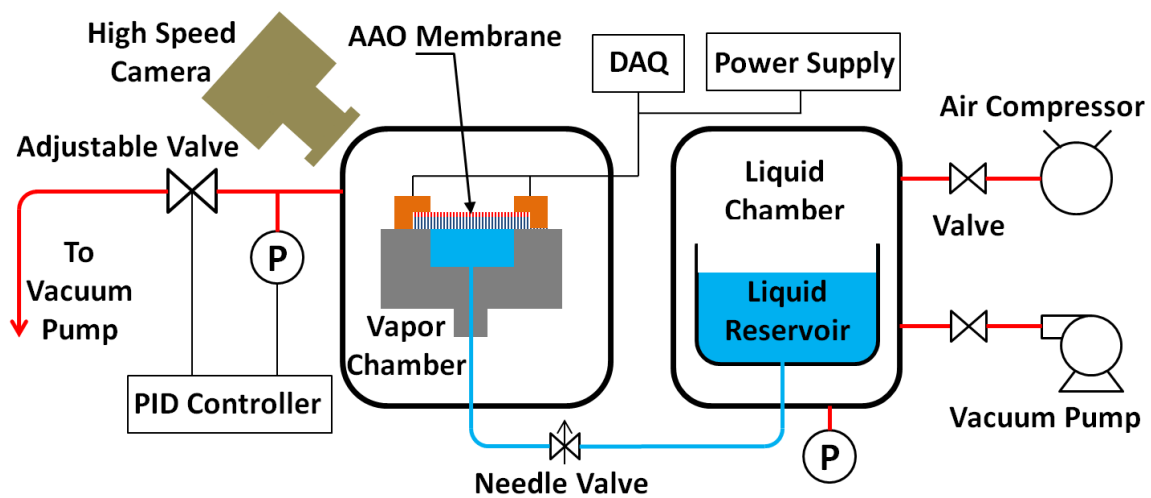 High Speed
Camera
AAO Membrane
DAQ
Power Supply
Air Compressor
Adjustable Valve
Liquid
Chamber
Valve
P
To
Vacuum
Pump
Liquid
Reservoir
Vapor
Chamber
PID Controller
Vacuum Pump
P
Needle Valve